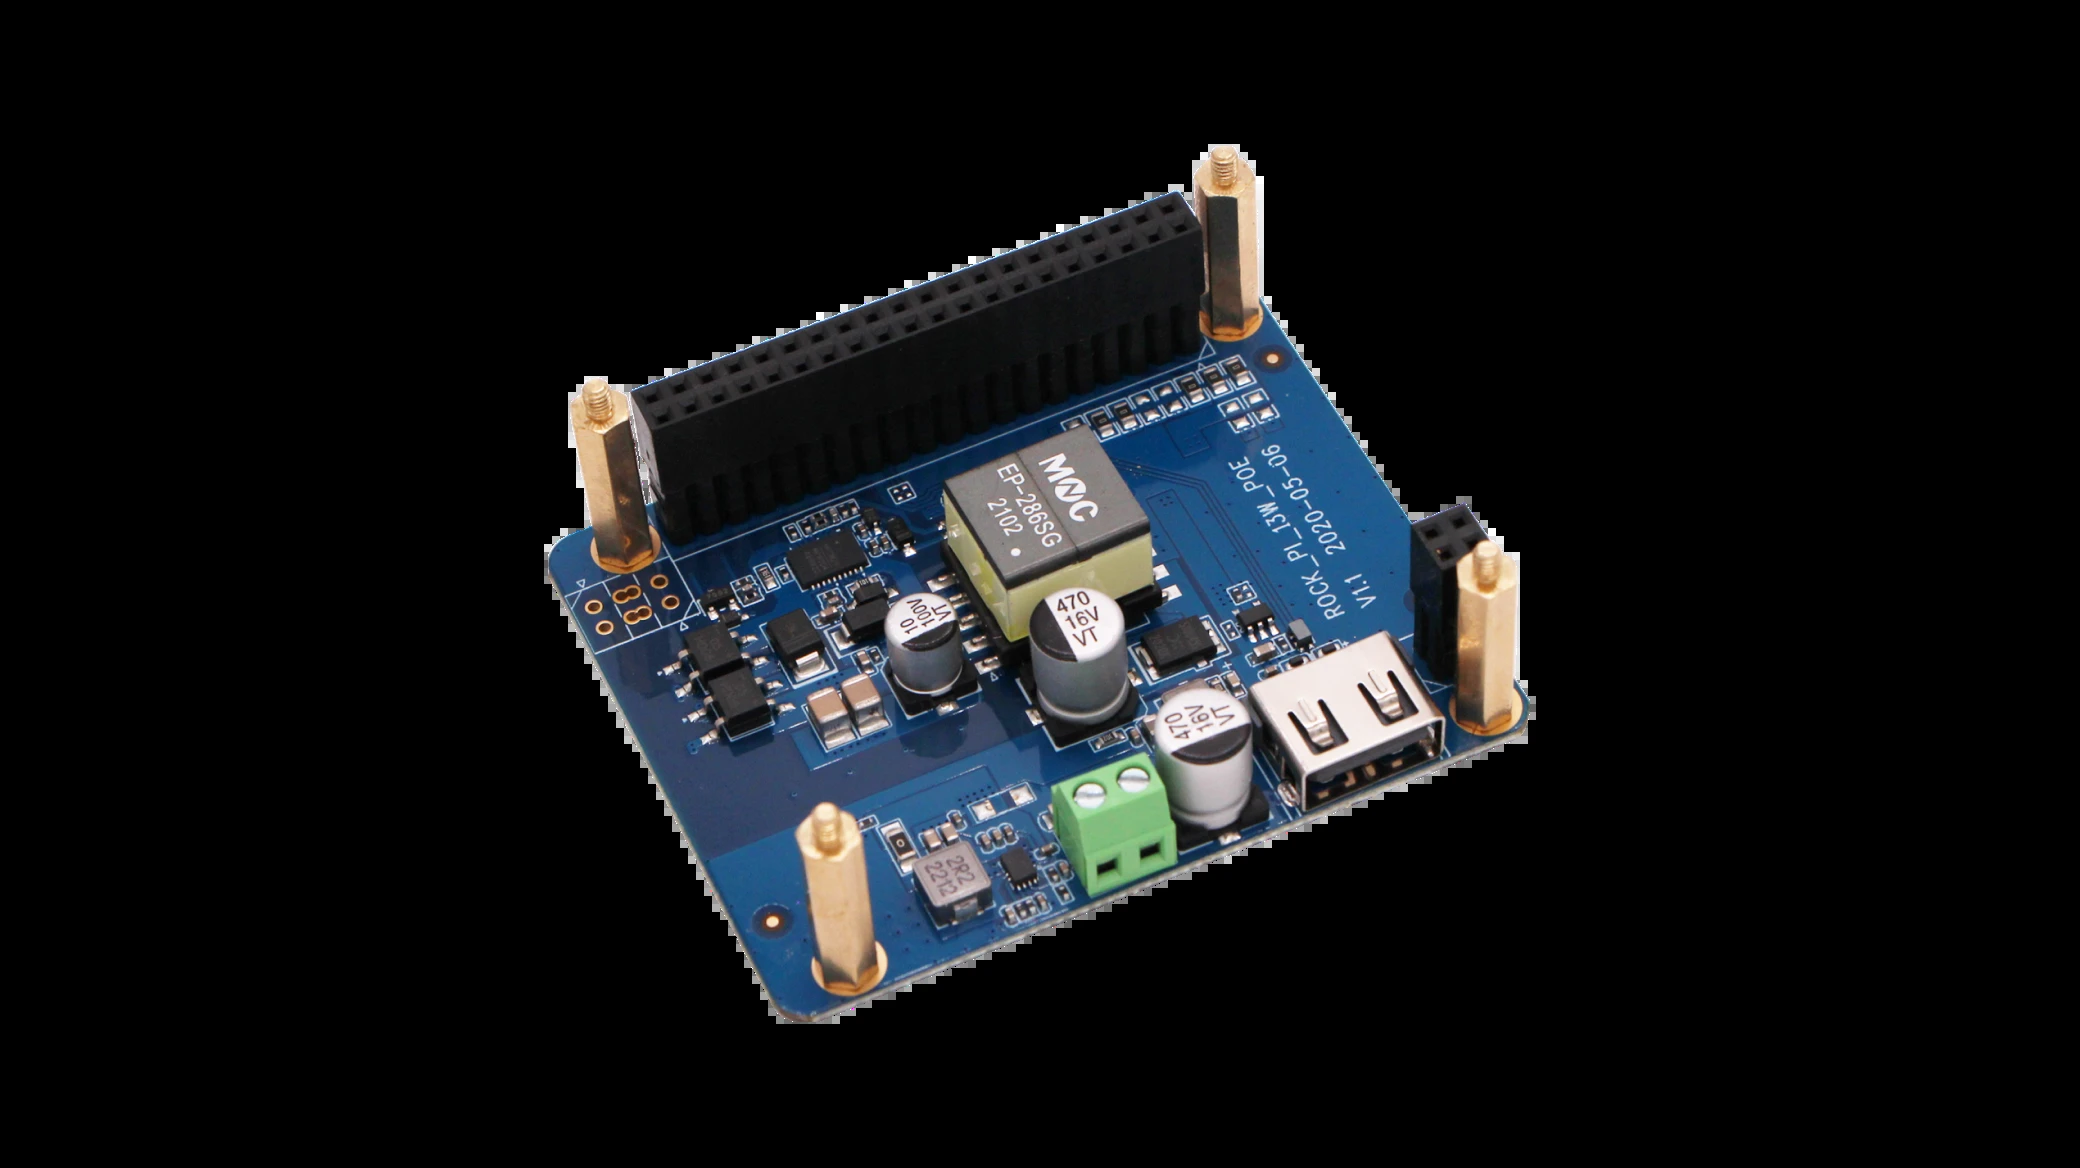 MNC
EP-286SG
2102
10
100V
VT
470
16V
VT
470
16V
VT
ROCK_PI_13W_POE
V1.1 2020-05-06
2R2
2212